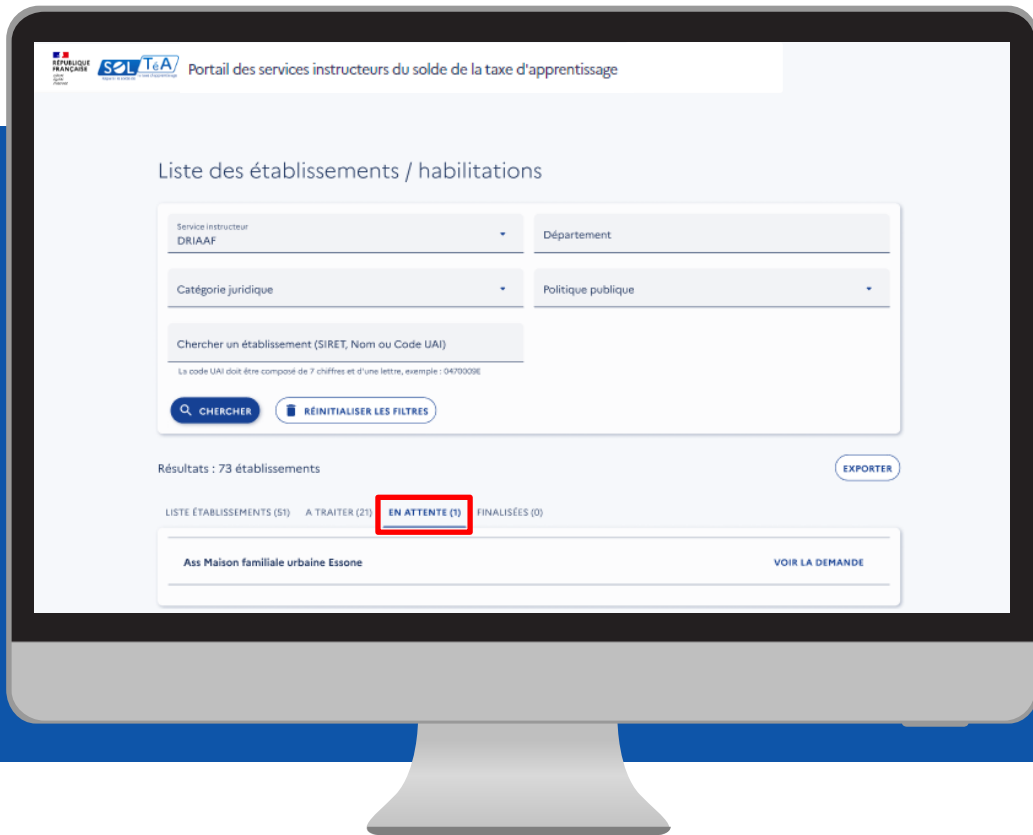 RÉPUBLIQUE
FRANÇAISE
SOLTéA
Portail des services instructeurs du solde de la taxe d'apprentissage
Liste des établissements / habilitations
Service instructeur
DRIAAF
Département
Catégorie juridique
Politique publique
Chercher un établissement (SIRET, Nom ou Code UAI)
La code UAI doit être composé de 7 chiffres et d'une lettre, exemple : 0470009E
CHERCHER
RÉINITIALISER LES FILTRES
Résultats : 73 établissements
EXPORTER
LISTE ÉTABLISSEMENTS (51) A TRAITER (21) EN ATTENTE (1) FINALISÉES (0)
Ass Maison familiale urbaine Essone
VOIR LA DEMANDE